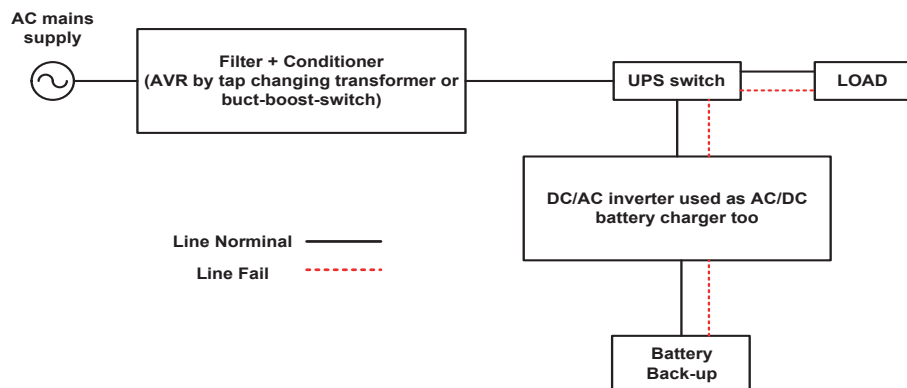 AC mains
supply
Filter + Conditioner
(AVR by tap changing transformer or
buct-boost-switch)
UPS switch
LOAD
DC/AC inverter used as AC/DC
battery charger too
Line Norminal
Line Fail
Battery
Back-up